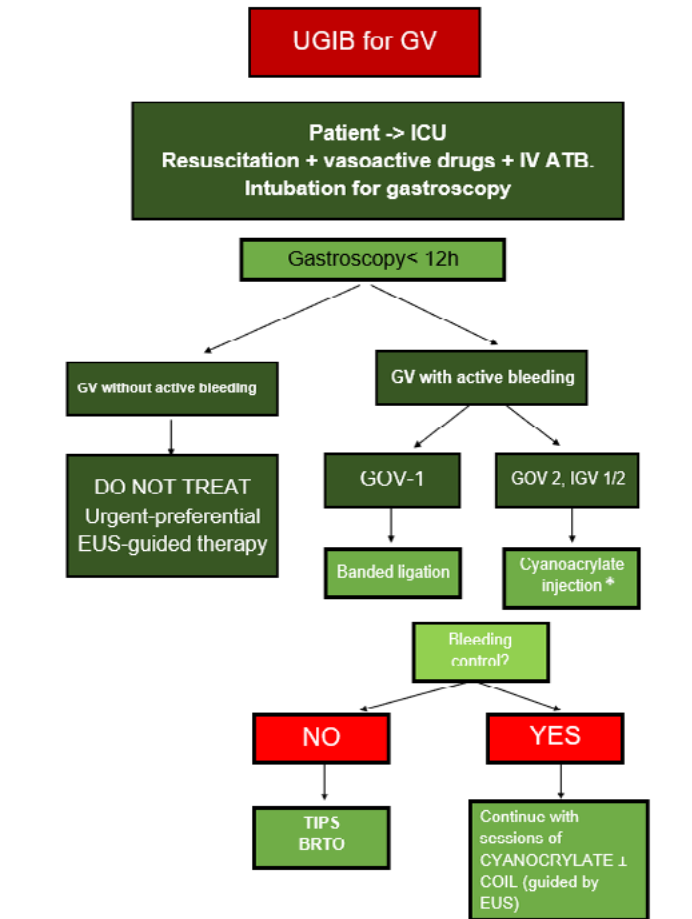 UGIB for GV
Patient -> ICU
Resuscitation + vasoactive drugs + IV ATB.
Intubation for gastroscopy
Gastroscopy< 12h
GV without active bleeding
GV with active bleeding
DO NOT TREAT
Urgent-preferential
EUS-guided therapy
GOV-1
GOV 2, IGV 1/2
Banded ligation
Cyanoacrylate
injection *
Bleeding
control?
NO
YES
TIPS
BRTO
Continue with
sessions of
CYANOCRYLATE ⊥
COIL (guided by
EUS)